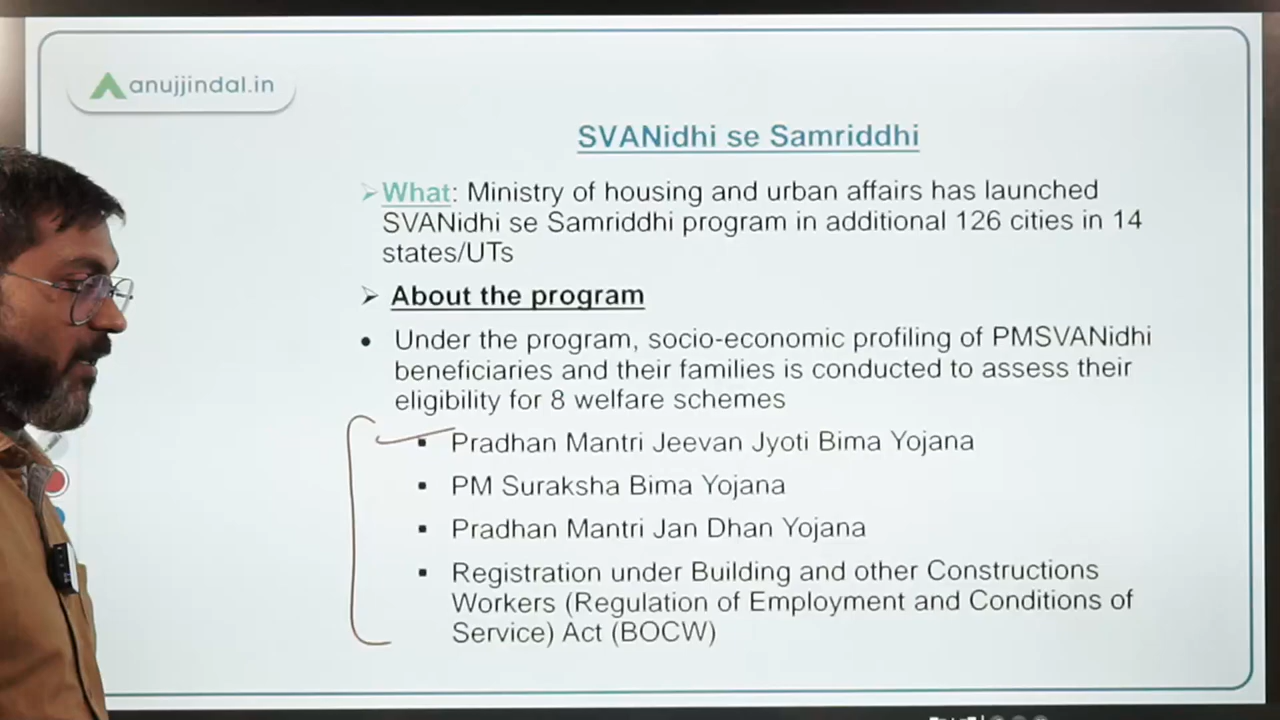 anujjindal.in
SVANidhi se Samriddhi
What: Ministry of housing and urban affairs has launched
SVANidhi se Samriddhi program in additional 126 cities in 14
states/UTs
About the program
• Under the program, socio-economic profiling of PMSVANidhi
beneficiaries and their families is conducted to assess their
eligibility for 8 welfare schemes
▪ Pradhan Mantri Jeevan Jyoti Bima Yojana
▪ PM Suraksha Bima Yojana
▪ Pradhan Mantri Jan Dhan Yojana
▪ Registration under Building and other Constructions
Workers (Regulation of Employment and Conditions of
Service) Act (BOCW)